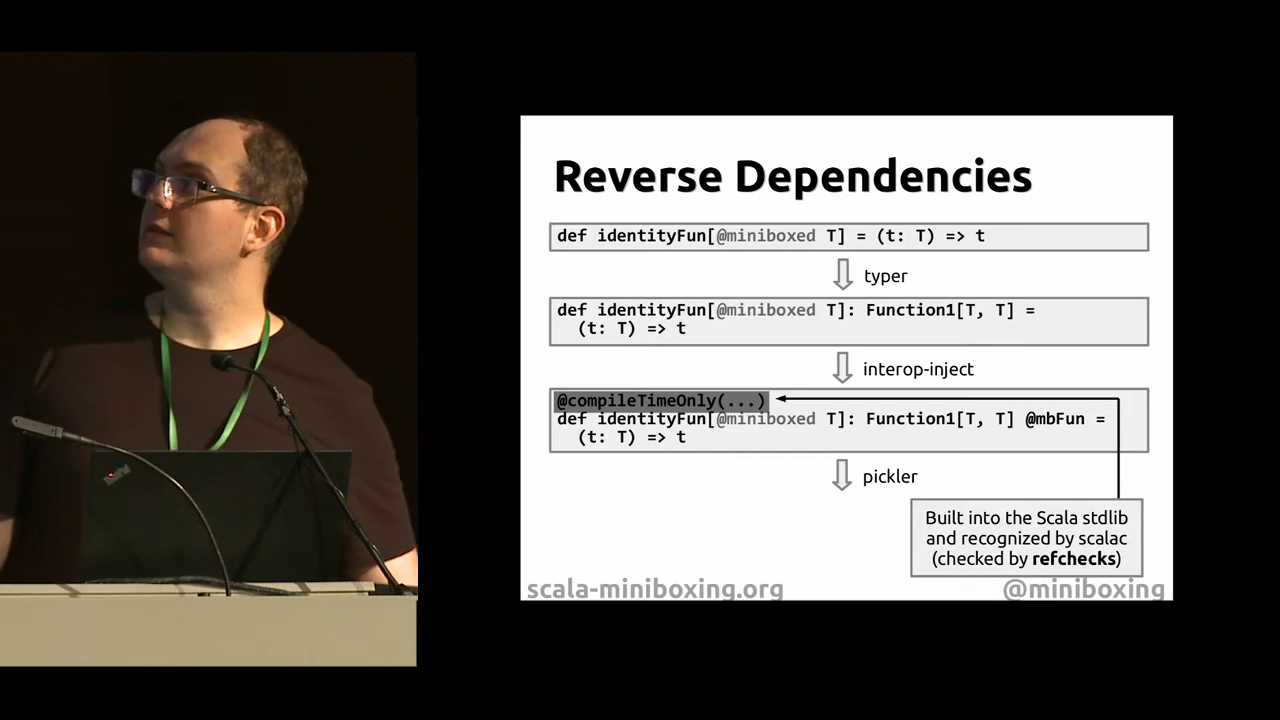 Reverse Dependencies
def identityFun[@miniboxed T] = (t: T) => t
typer
def identityFun[@miniboxed T]: Function1[T, T] =
(t: T) => t
interop-inject
@compileTimeOnly(...)
def identityFun[@miniboxed T]: Function1[T, T] @mbFun =
(t: T) => t
pickler
Built into the Scala stdlib
and recognized by scalac
(checked by refchecks)
scala-miniboxing.org
@miniboxing